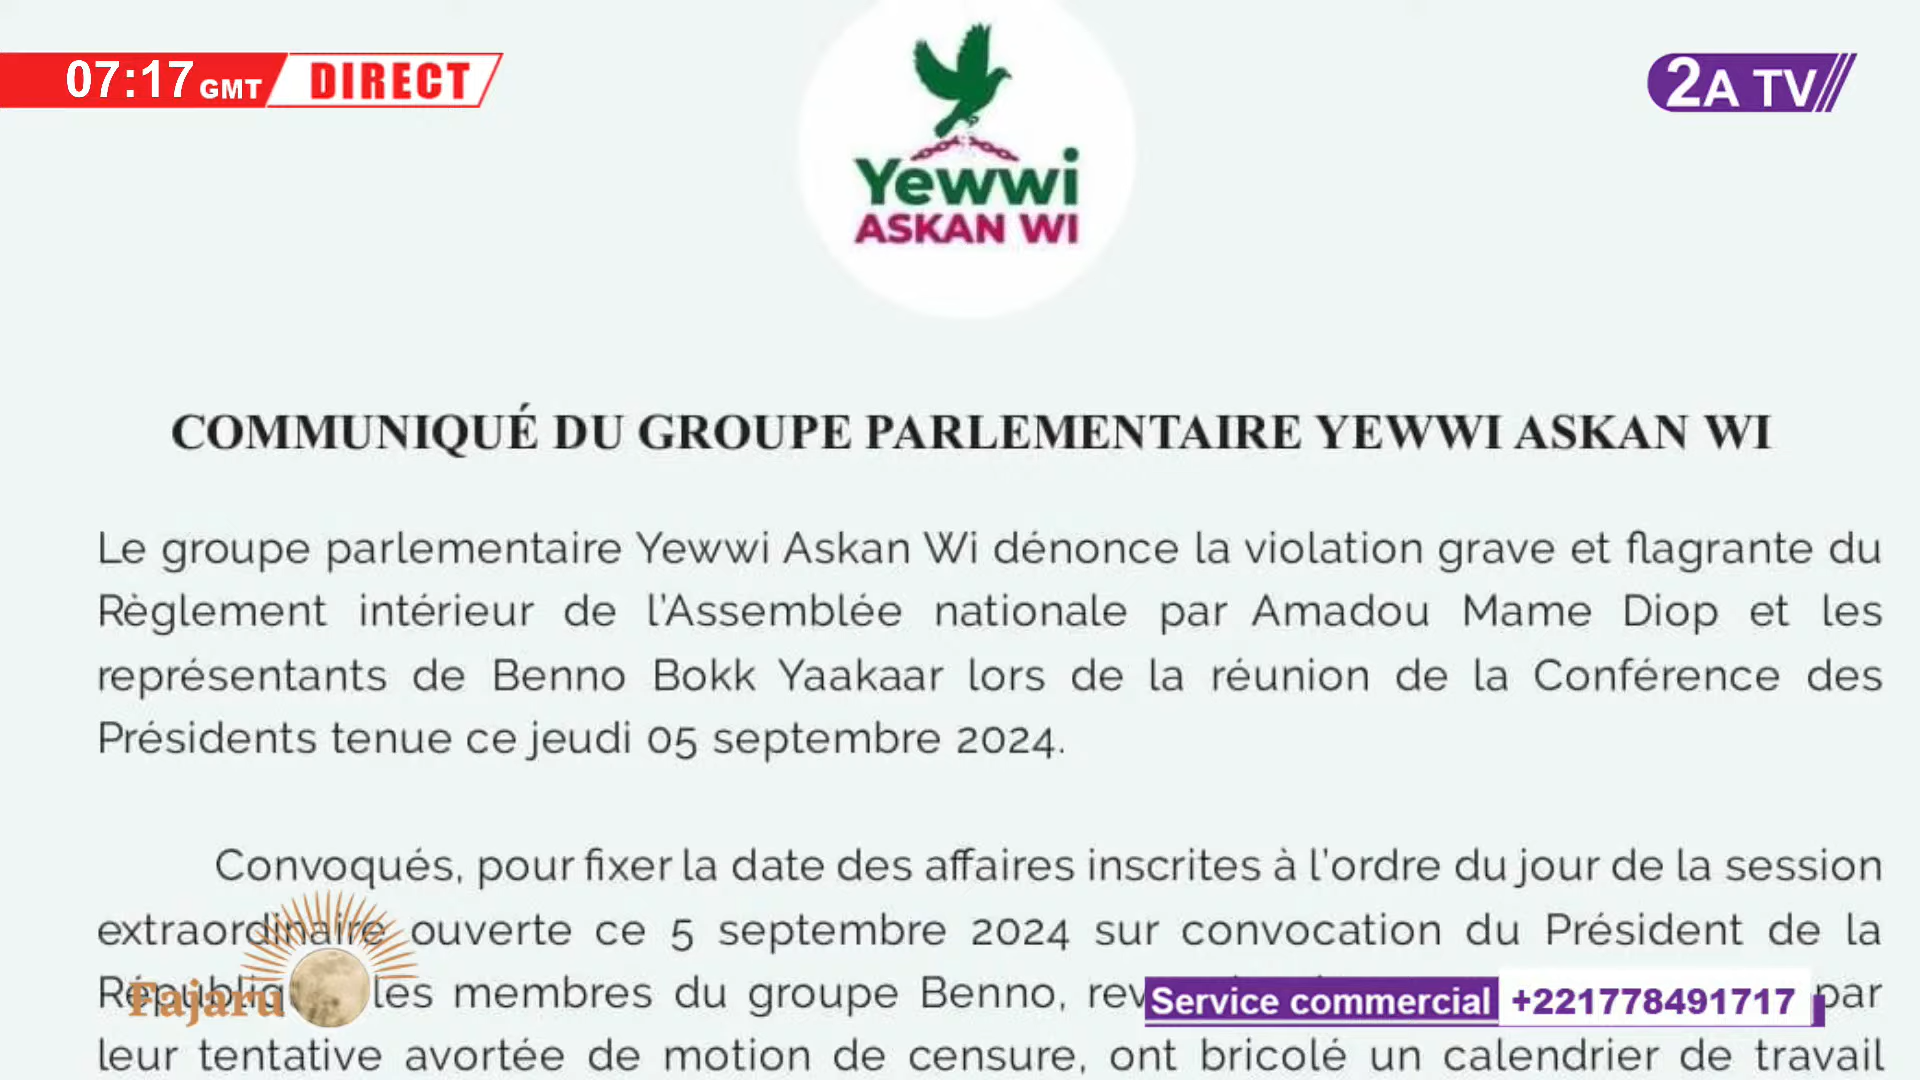 07:17 GMT DIRECT
2A TV
Yewwi
ASKAN WI
COMMUNIQUÉ DU GROUPE PARLEMENTAIRE YEWWI ASKAN WI
Le groupe parlementaire Yewwi Askan Wi dénonce la violation grave et flagrante du
Règlement intérieur de l'Assemblée nationale par Amadou Mame Diop et les
représentants de Benno Bokk Yaakaar lors de la réunion de la Conférence des
Présidents tenue ce jeudi 05 septembre 2024.
Convoqués, pour fixer la date des affaires inscrites à l'ordre du jour de la session
extraordinaire ouverte ce 5 septembre 2024 sur convocation du Président de la
les membres du groupe Benno, par
leur tentative avortée de motion de censure, ont bricolé un calendrier de travail
Fajaru
Service commercial +221778491717